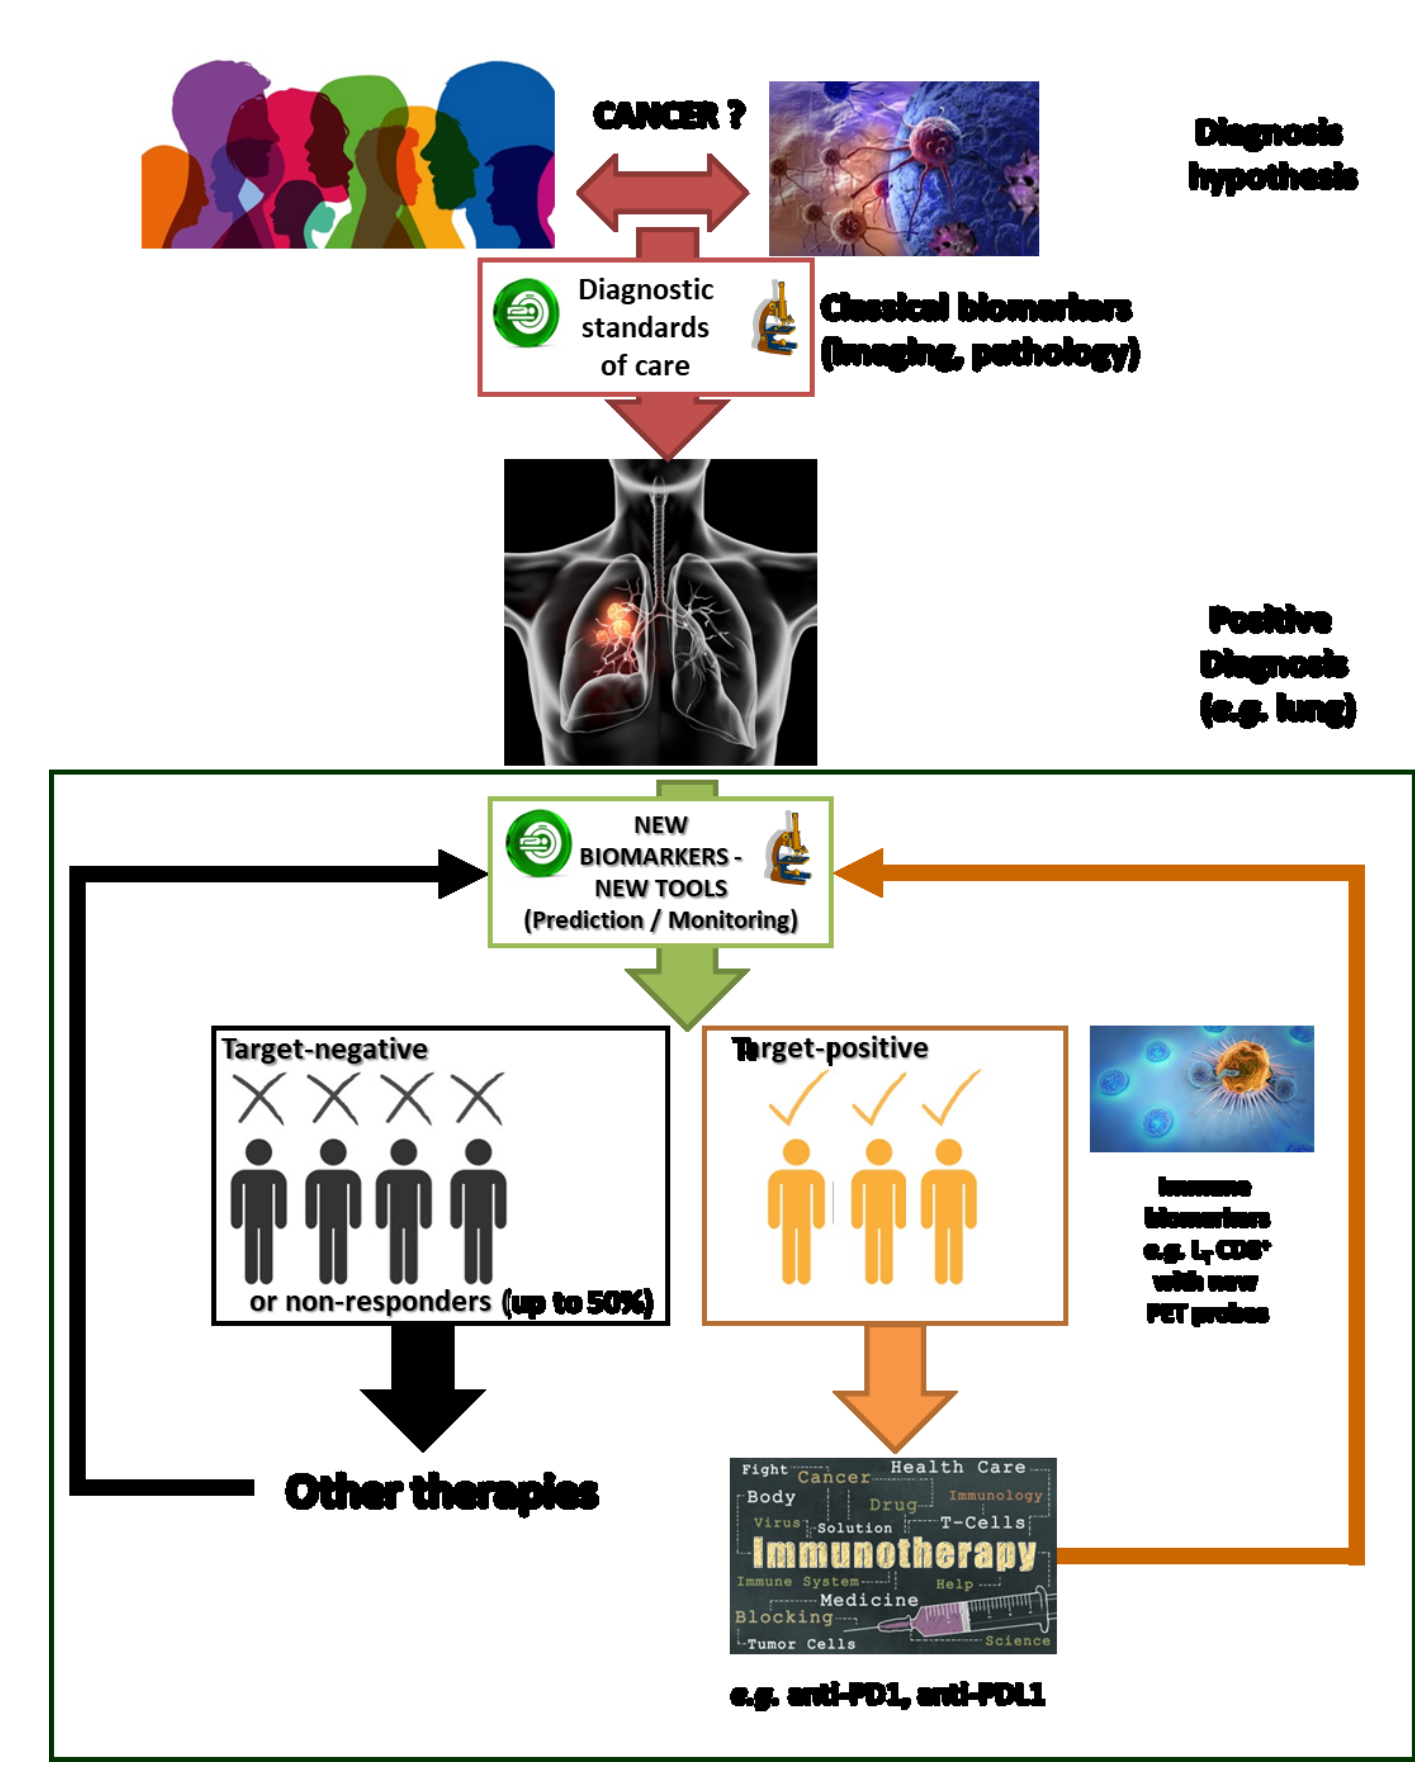 CANCER ?
Diagnosis
hypothesis
Diagnostic
standards
of care
Classical biomarkers
(imaging, pathology)
Positive
Diagnosis
(e.g. lung)
NEW
BIOMARKERS -
NEW TOOLS
(Prediction / Monitoring)
Target-negative
or non-responders (up to 50%)
Target-positive
Immune
biomarkers
e.g. LT CD8+
with new
PET probes
Other therapies
Fight
Cancer
Health Care
Body
Drug
Immunology
Virus
Solution
T-Cells
Immunotherapy
Immune System
Help
Medicine
Blocking
Tumor Cells
Science
e.g. anti-PD1, anti-PDL1